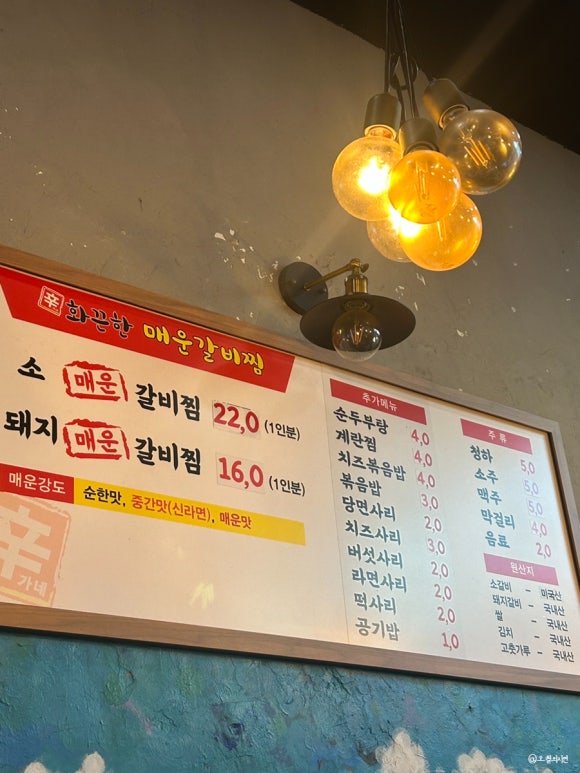 辛 화끈한 매운갈비찜
소 매운 갈비찜 22,0 (1인분)
돼지 매운 갈비찜 16,0 (1인분)
매운강도 순한맛, 중간맛(신라면), 매운맛
辛
가네
추가메뉴
순두부탕 4,0
계란찜 4,0
치즈볶음밥 4,0
볶음밥 3,0
당면사리 2,0
치즈사리 3,0
버섯사리 2,0
라면사리 2,0
떡사리 2,0
공기밥 1,0
주 류
청하 5,0
소주 5,0
맥주 5,0
막걸리 4,0
음료 2,0
원산지
소갈비 - 미국산
돼지갈비 - 국내산
쌀 - 국내산
김치 - 국내산
고춧가루 - 국내산